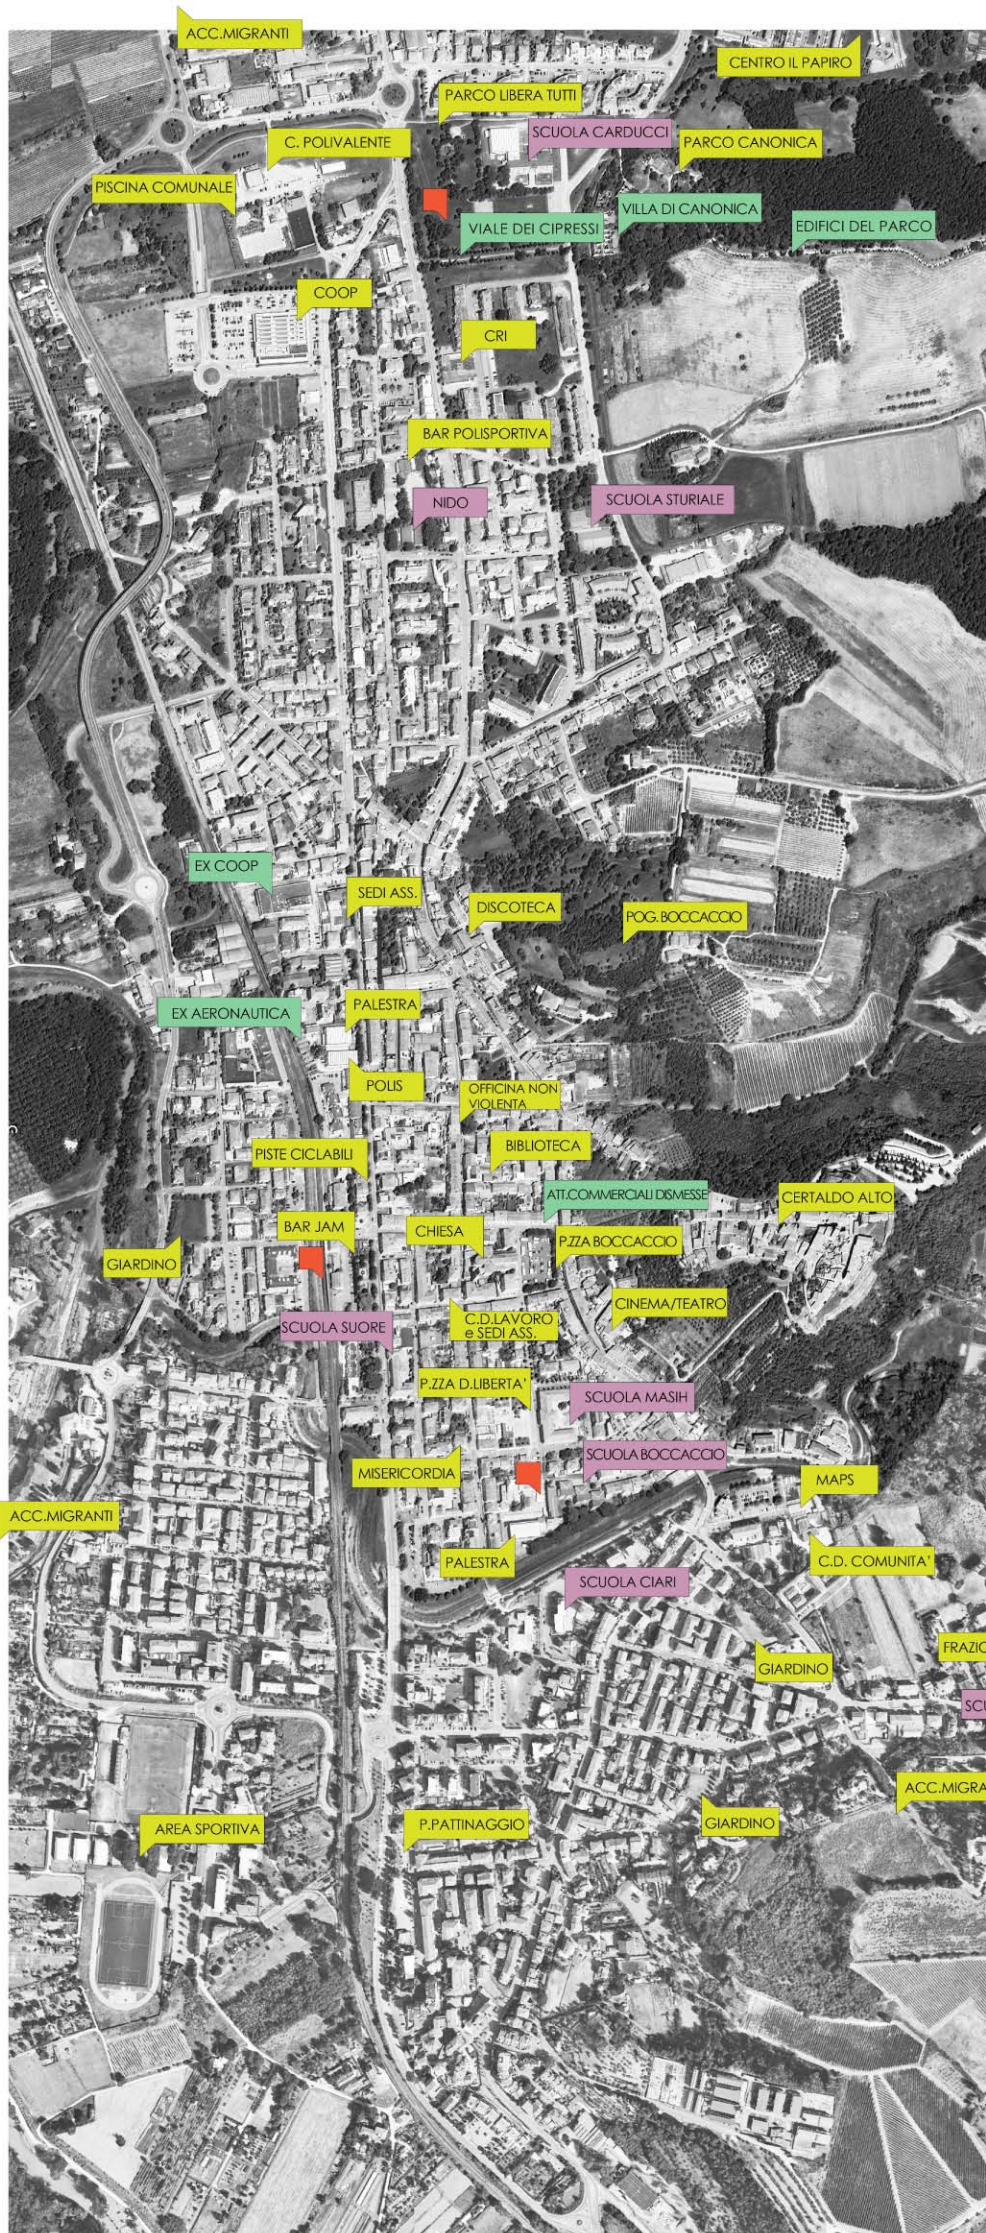 ACC.MIGRANTI
CENTRO IL PAPIRO
PARCO LIBERA TUTTI
SCUOLA CARDUCCI
C. POLIVALENTE
PARCO CANONICA
PISCINA COMUNALE
VILLA DI CANONICA
VIALE DEI CIPRESSI
EDIFICI DEL PARCO
COOP
CRI
BAR POLISPORTIVA
NIDO
SCUOLA STURIALE
EX COOP
SEDI ASS.
DISCOTECA
POG. BOCCACCIO
EX AERONAUTICA
PALESTRA
POLIS
OFFICINA NON
VIOLENTA
PISTE CICLABILI
BIBLIOTECA
ATT.COMMERCIALI DISMESSE
CERTALDO ALTO
BAR JAM
CHIESA
P.ZZA BOCCACCIO
GIARDINO
CINEMA/TEATRO
SCUOLA SUORE
C.D.LAVORO
e SEDI ASS.
P.ZZA D.LIBERTA'
SCUOLA MASIH
SCUOLA BOCCACCIO
MISERICORDIA
MAPS
ACC.MIGRANTI
PALESTRA
C.D. COMUNITA'
SCUOLA CIARI
FRAZIO
GIARDINO
SCU
ACC.MIGRA
AREA SPORTIVA
P.PATTINAGGIO
GIARDINO